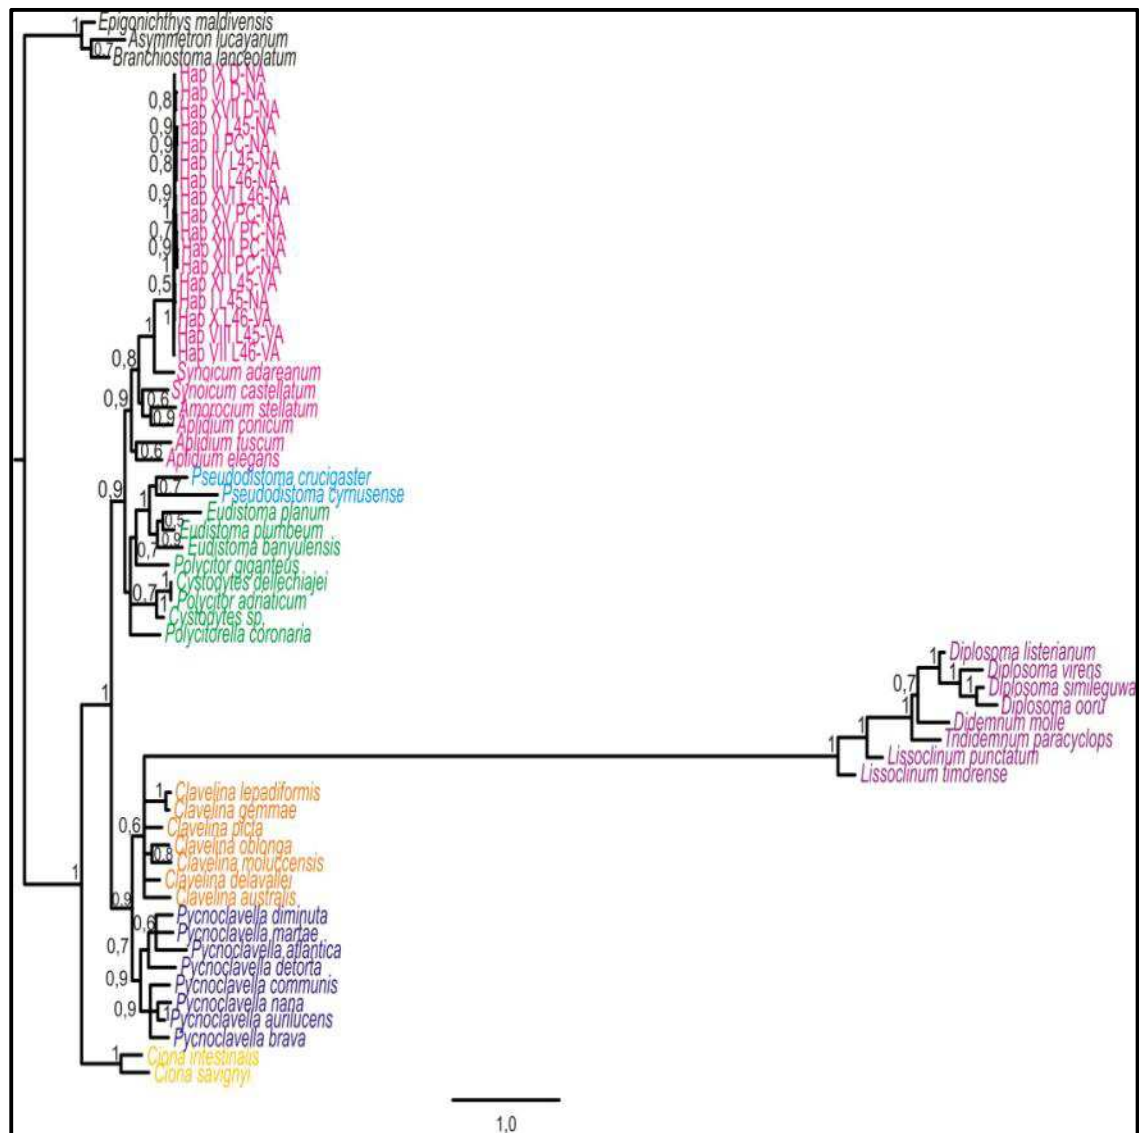 1
Epigonichthys maldivensis
Asymmetron lucayanum
0,7
Branchiostoma lanceolatum
Hap IX D-NA
Hap VI D-NA
0,8
Hap XVII D-NA
0,9
Hap V L45-NA
0,9
Hap II PC-NA
0,8
Hap IV L45-NA
Hap III L46-NA
0,9
Hap XVI L46-NA
1
Hap XV PC-NA
0,7
Hap XIV PC-NA
0,9
Hap XIII PC-NA
1
Hap XII PC-NA
0,5
Hap XI L45-VA
Hap I L45-NA
1
Hap X L46-VA
1
Hap VIII L45-VA
Hap VII L46-VA
0,8
Synoicum adareanum
Synoicum castellatum
0,9
0,6
Amorocium stellatum
0,9
Aplidium conicum
Aplidium fuscum
0,6
Aplidium elegans
Pseudodistoma crucigaster
0,9
0,7
Pseudodistoma cyrnusense
1
Eudistoma planum
0,5
Eudistoma plumbeum
0,9
Eudistoma banyulensis
0,7
Polycitor giganteus
1
Cystodytes dellechiajei
0,7
1
Polycitor adriaticum
Cystodytes sp.
Polycitorella coronaria
1
Diplosoma listerianum
1
Diplosoma virens
0,7
1
Diplosoma simileguwa
1
Diplosoma ooru
1
Didemnum molle
Trididemnum paracyclops
1
1
Lissoclinum punctatum
Lissoclinum timorense
1
Clavelina lepadiformis
Clavelina gemmae
0,6
Clavelina picta
Clavelina oblonga
0,8
Clavelina moluccensis
1
Clavelina delavallei
0,9
Clavelina australis
Pycnoclavella diminuta
0,6
Pycnoclavella martae
0,7
Pycnoclavella atlantica
Pycnoclavella detorta
0,9
Pycnoclavella communis
0,9
Pycnoclavella nana
1
Pycnoclavella aurilucens
Pycnoclavella brava
1
Ciona intestinalis
Ciona savignyi
1,0